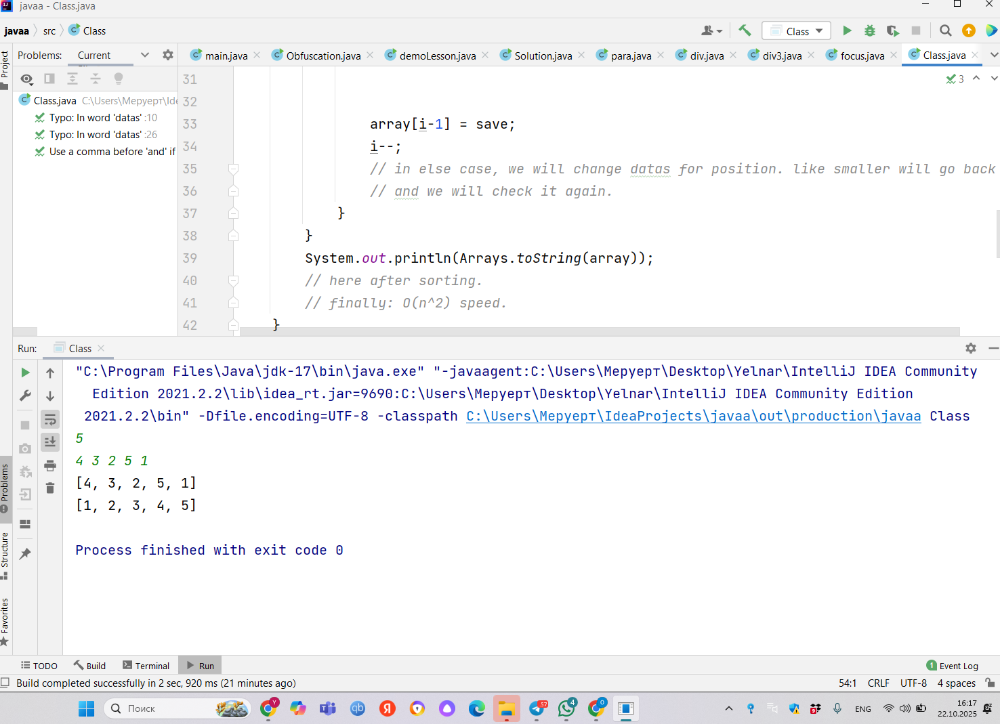 javaa - Class.java
javaa src Class
Class
Project
Problems: Current
main.java Obfuscation.java demoLesson.java Solution.java para.java div.java div3.java focus.java Class.java
3
Class.java C:\Users\Меруерт\Ide
Typo: In word 'datas' :10
Typo: In word 'datas' :26
Use a comma before 'and' if
31
32
33 array[i-1] = save;
34 i--;
35 // in else case, we will change datas for position. like smaller will go back
36 // and we will check it again.
37 }
38 }
39 System.out.println(Arrays.toString(array));
40 // here after sorting.
41 // finally: O(n^2) speed.
42 }
Run: Class
"C:\Program Files\Java\jdk-17\bin\java.exe" "-javaagent:C:\Users\Меруерт\Desktop\Yelnar\IntelliJ IDEA Community
Edition 2021.2.2\lib\idea_rt.jar=9690:C:\Users\Меруерт\Desktop\Yelnar\IntelliJ IDEA Community Edition
2021.2.2\bin" -Dfile.encoding=UTF-8 -classpath C:\Users\Меруерт\IdeaProjects\javaa\out\production\javaa Class
5
4 3 2 5 1
[4, 3, 2, 5, 1]
[1, 2, 3, 4, 5]
Process finished with exit code 0
Problems
Structure
Favorites
TODO Build Terminal Run
1 Event Log
Build completed successfully in 2 sec, 920 ms (21 minutes ago)
54:1 CRLF UTF-8 4 spaces
Поиск
Y
qb
Я
57
4
0
9
ENG
16:17
22.10.2025